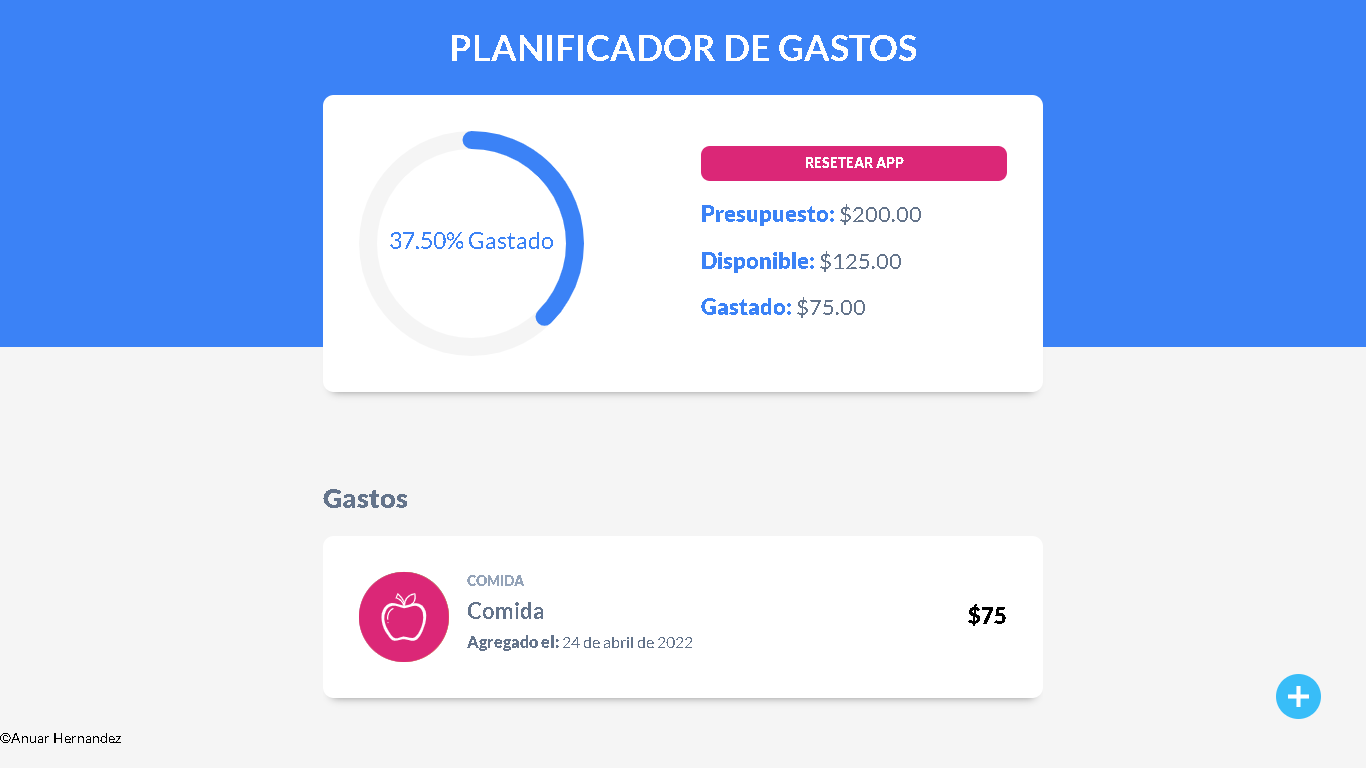 PLANIFICADOR DE GASTOS
37.50% Gastado
RESETEAR APP
Presupuesto: $200.00
Disponible: $125.00
Gastado: $75.00
Gastos
COMIDA
Comida
Agregado el: 24 de abril de 2022
$75
©Anuar Hernandez